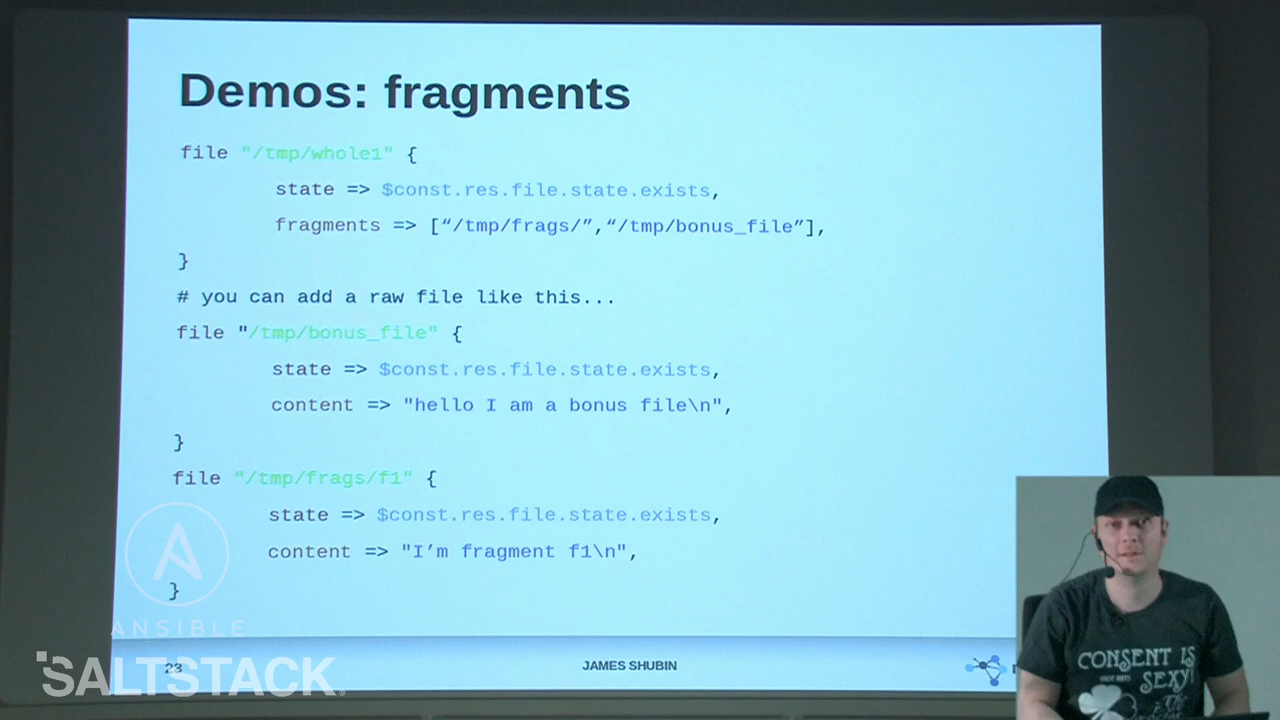 Demos: fragments
file "/tmp/whole1" {
state => $const.res.file.state.exists,
fragments => [“/tmp/frags/”,“/tmp/bonus_file”],
}
# you can add a raw file like this...
file "/tmp/bonus_file" {
state => $const.res.file.state.exists,
content => "hello I am a bonus file\n",
}
file "/tmp/frags/f1" {
state => $const.res.file.state.exists,
content => "I’m fragment f1\n",
}
ANSIBLE
SALTSTACK
23
JAMES SHUBIN
CONSENT IS
SEXY!